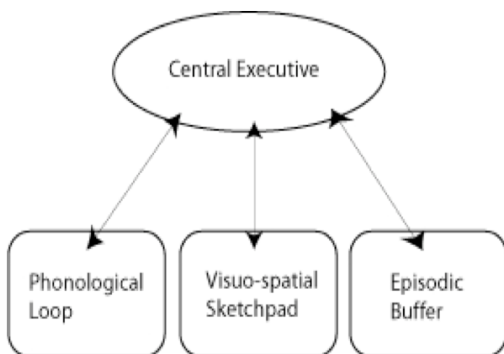 Central Executive
Phonological
Loop
Visuo-spatial
Sketchpad
Episodic
Buffer